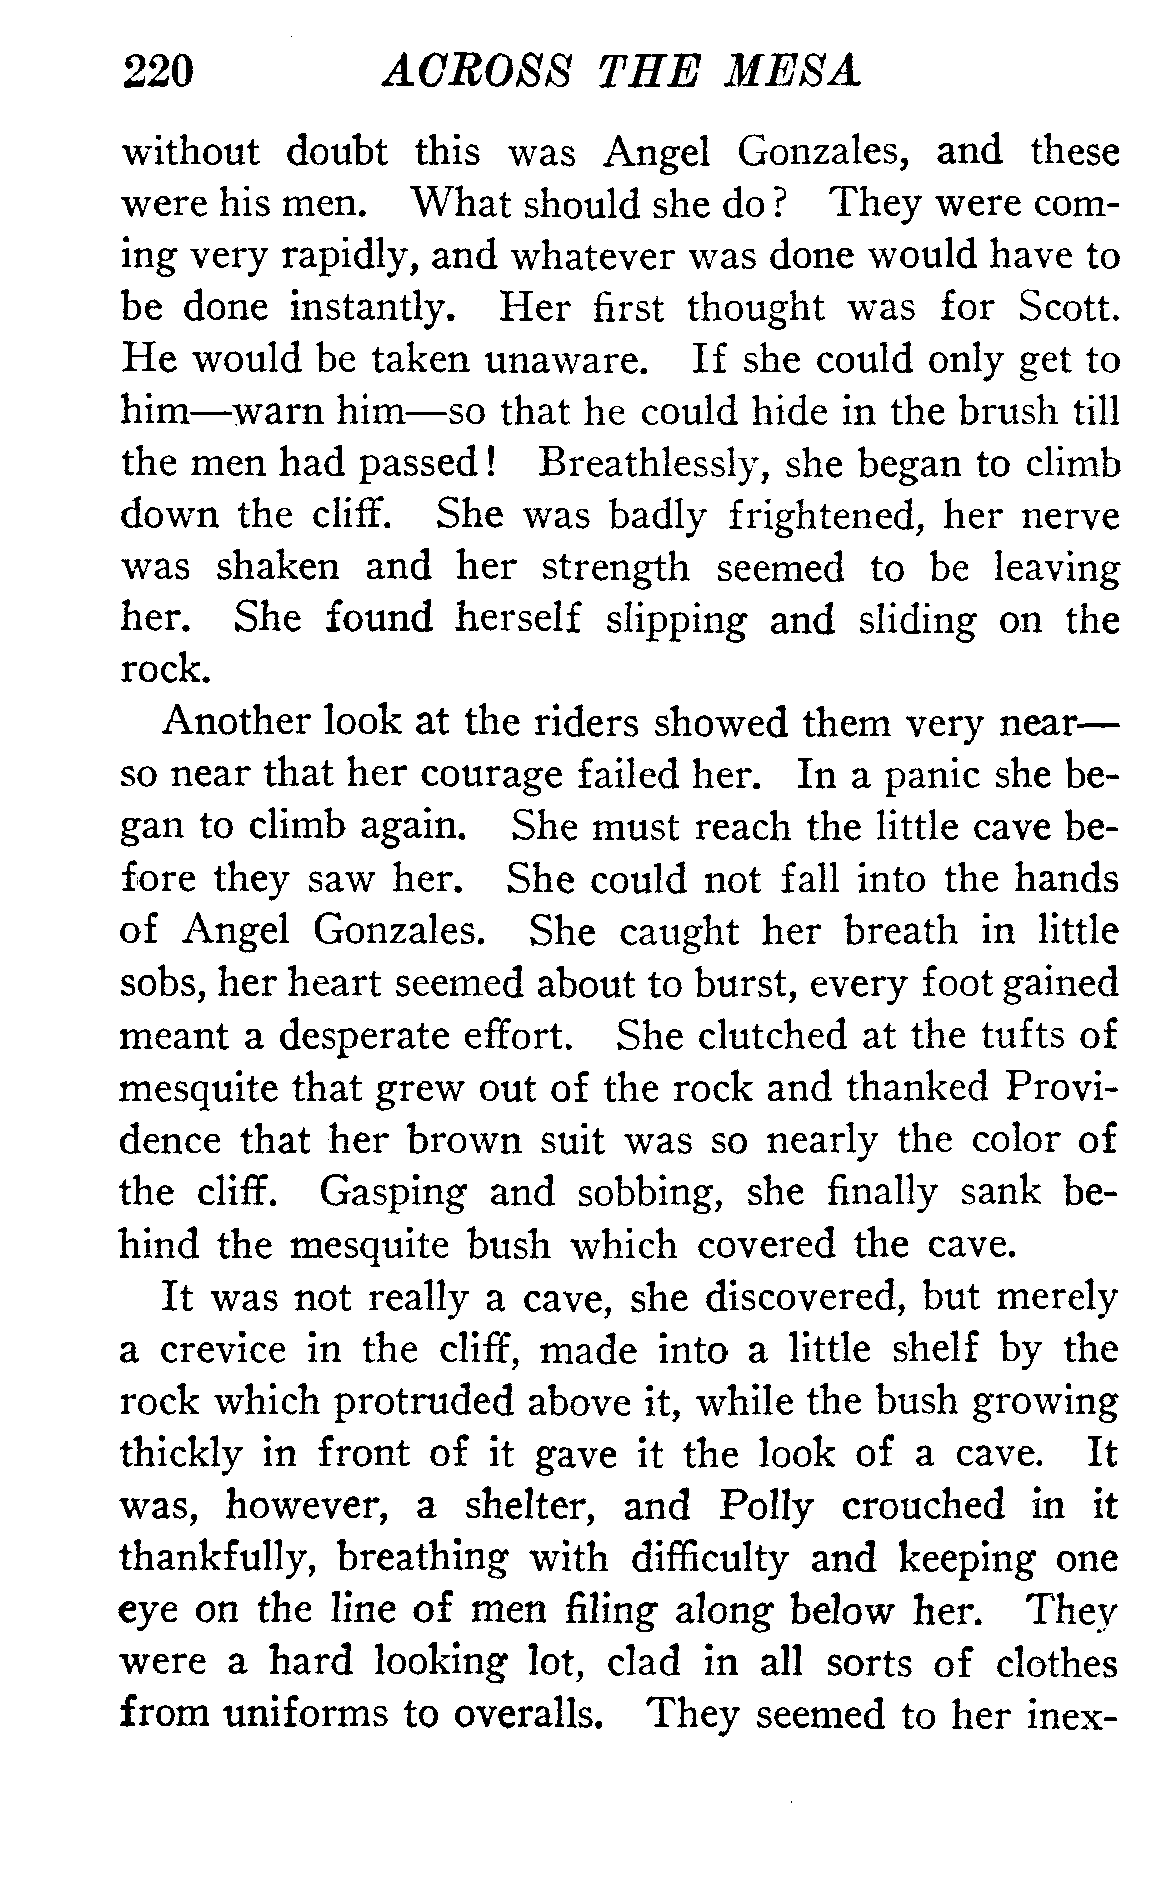 220 ACROSS THE MESA
without doubt this was Angel Gonzales, and these
were his men. What should she do? They were com-
ing very rapidly, and whatever was done would have to
be done instantly. Her first thought was for Scott.
He would be taken unaware. If she could only get to
him—warn him—so that he could hide in the brush till
the men had passed! Breathlessly, she began to climb
down the cliff. She was badly frightened, her nerve
was shaken and her strength seemed to be leaving
her. She found herself slipping and sliding on the
rock.
Another look at the riders showed them very near—
so near that her courage failed her. In a panic she be-
gan to climb again. She must reach the little cave be-
fore they saw her. She could not fall into the hands
of Angel Gonzales. She caught her breath in little
sobs, her heart seemed about to burst, every foot gained
meant a desperate effort. She clutched at the tufts of
mesquite that grew out of the rock and thanked Provi-
dence that her brown suit was so nearly the color of
the cliff. Gasping and sobbing, she finally sank be-
hind the mesquite bush which covered the cave.
It was not really a cave, she discovered, but merely
a crevice in the cliff, made into a little shelf by the
rock which protruded above it, while the bush growing
thickly in front of it gave it the look of a cave. It
was, however, a shelter, and Polly crouched in it
thankfully, breathing with difficulty and keeping one
eye on the line of men filing along below her. They
were a hard looking lot, clad in all sorts of clothes
from uniforms to overalls. They seemed to her inex-